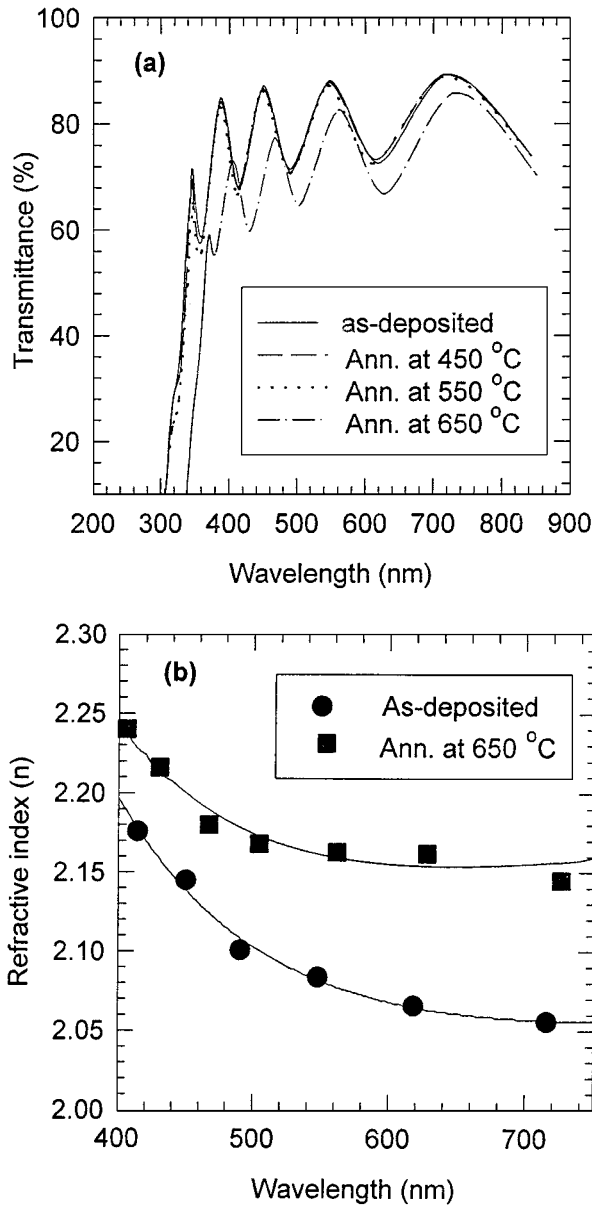 100
(a)
80
60
40
20
Transmittance (%)
as-deposited
Ann. at 450 °C
Ann. at 550 °C
Ann. at 650 °C
200 300 400 500 600 700 800 900
Wavelength (nm)
2.30
(b)
2.25
2.20
2.15
2.10
2.05
2.00
Refractive index (n)
As-deposited
Ann. at 650 °C
400 500 600 700
Wavelength (nm)